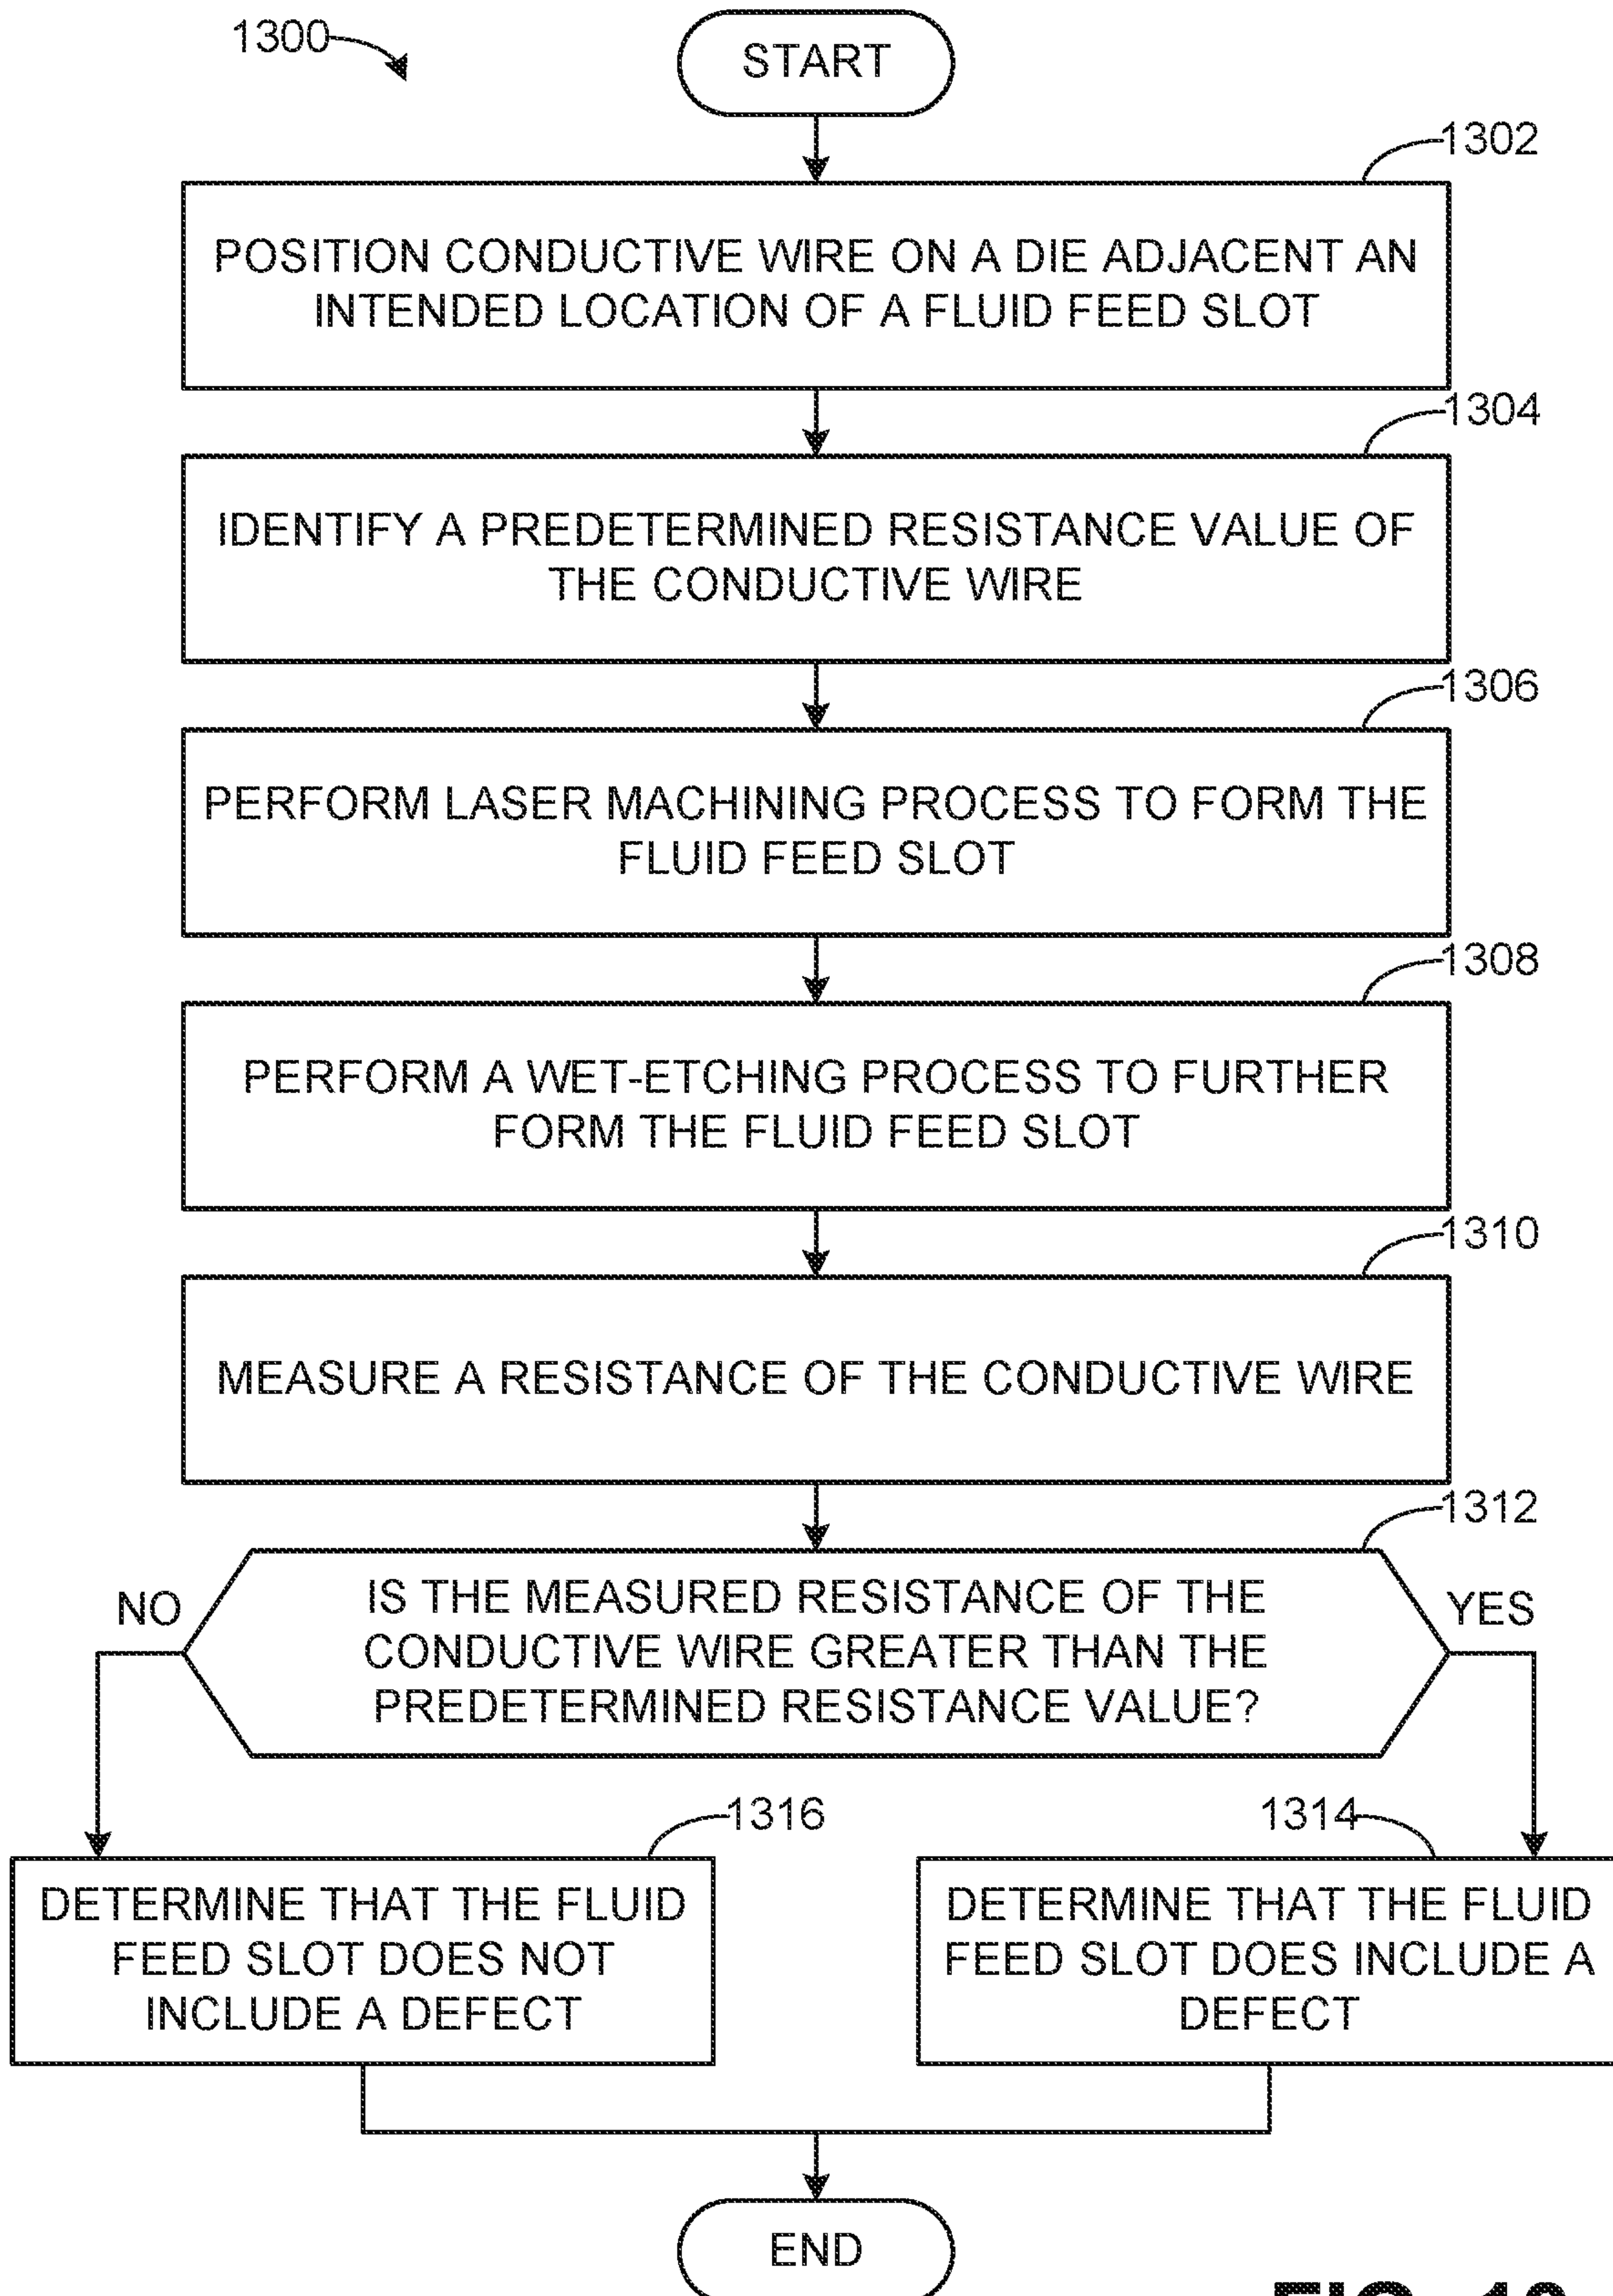 1300
START
1302
POSITION CONDUCTIVE WIRE ON A DIE ADJACENT AN
INTENDED LOCATION OF A FLUID FEED SLOT
1304
IDENTIFY A PREDETERMINED RESISTANCE VALUE OF
THE CONDUCTIVE WIRE
1306
PERFORM LASER MACHINING PROCESS TO FORM THE
FLUID FEED SLOT
1308
PERFORM A WET-ETCHING PROCESS TO FURTHER
FORM THE FLUID FEED SLOT
1310
MEASURE A RESISTANCE OF THE CONDUCTIVE WIRE
1312
NO
IS THE MEASURED RESISTANCE OF THE
CONDUCTIVE WIRE GREATER THAN THE
PREDETERMINED RESISTANCE VALUE?
YES
1316
DETERMINE THAT THE FLUID
FEED SLOT DOES NOT
INCLUDE A DEFECT
1314
DETERMINE THAT THE FLUID
FEED SLOT DOES INCLUDE A
DEFECT
END